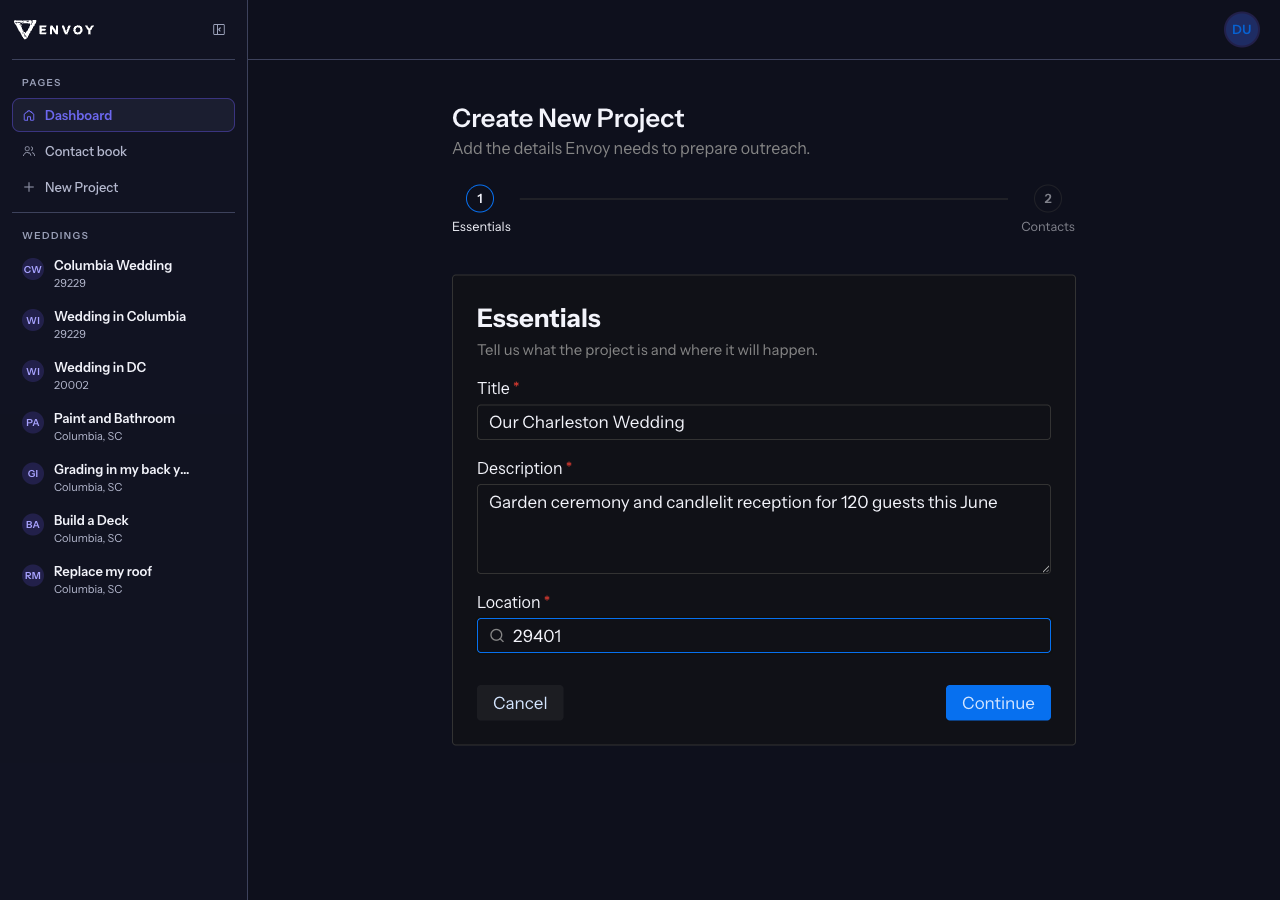 ENVOY
DU
PAGES
Dashboard
Contact book
New Project
WEDDINGS
CW
Columbia Wedding
29229
WI
Wedding in Columbia
29229
WI
Wedding in DC
20002
PA
Paint and Bathroom
Columbia, SC
GI
Grading in my back y...
Columbia, SC
BA
Build a Deck
Columbia, SC
RM
Replace my roof
Columbia, SC
Create New Project
Add the details Envoy needs to prepare outreach.
1
2
Essentials
Contacts
Essentials
Tell us what the project is and where it will happen.
Title *
Our Charleston Wedding
Description *
Garden ceremony and candlelit reception for 120 guests this June
Location *
29401
Cancel
Continue